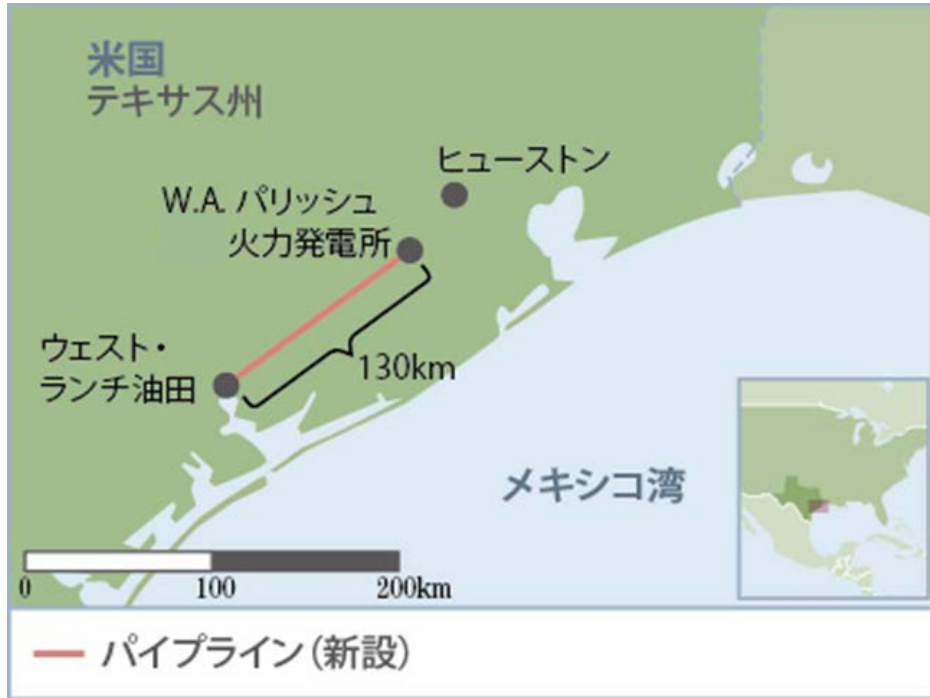 米国
テキサス州
ヒューストン
W.A. パリッシュ
火力発電所
ウェスト・
ランチ油田
130km
メキシコ湾
0 100 200km
パイプライン(新設)